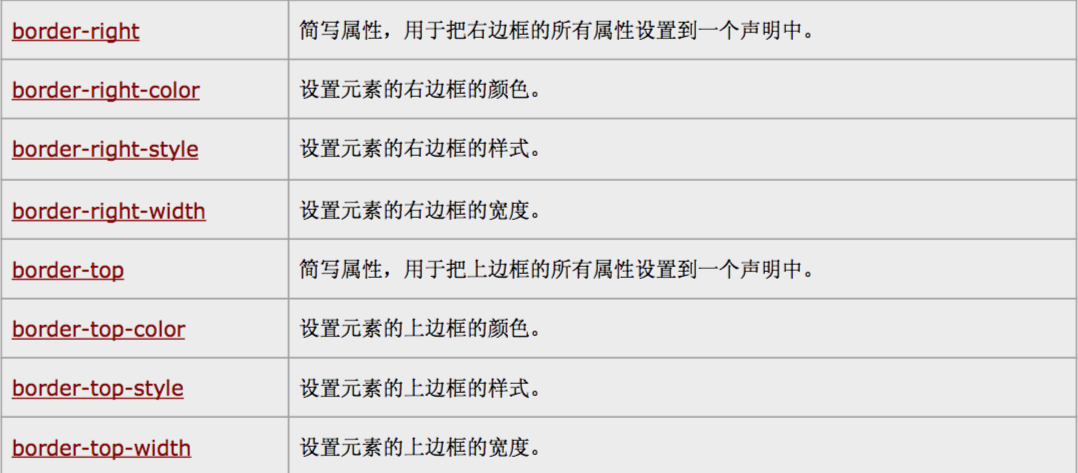 border-right 简写属性，用于把右边框的所有属性设置到一个声明中。
border-right-color 设置元素的右边框的颜色。
border-right-style 设置元素的右边框的样式。
border-right-width 设置元素的右边框的宽度。
border-top 简写属性，用于把上边框的所有属性设置到一个声明中。
border-top-color 设置元素的上边框的颜色。
border-top-style 设置元素的上边框的样式。
border-top-width 设置元素的上边框的宽度。